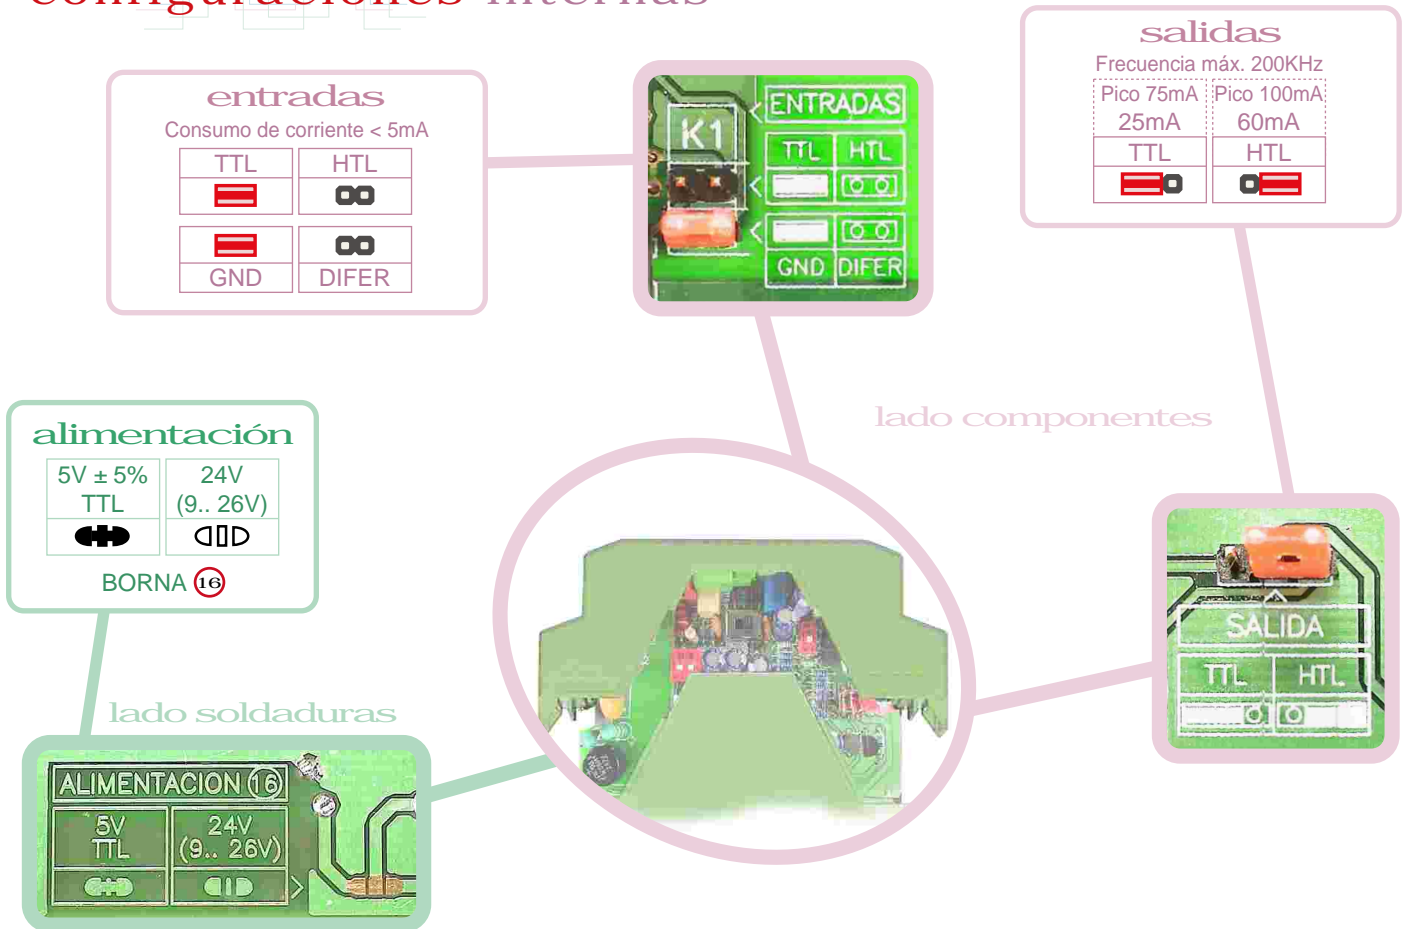 configuraciones internas
salidas
Frecuencia máx. 200KHz
Pico 75mA Pico 100mA
25mA 60mA
TTL HTL
entradas
Consumo de corriente < 5mA
TTL HTL
GND DIFER
K1 ENTRADAS
TTL HTL
GND DIFER
lado componentes
alimentación
5V ± 5% 24V
TTL (9.. 26V)
BORNA 16
SALIDA
TTL HTL
lado soldaduras
ALIMENTACION 16
5V 24V
TTL (9.. 26V)